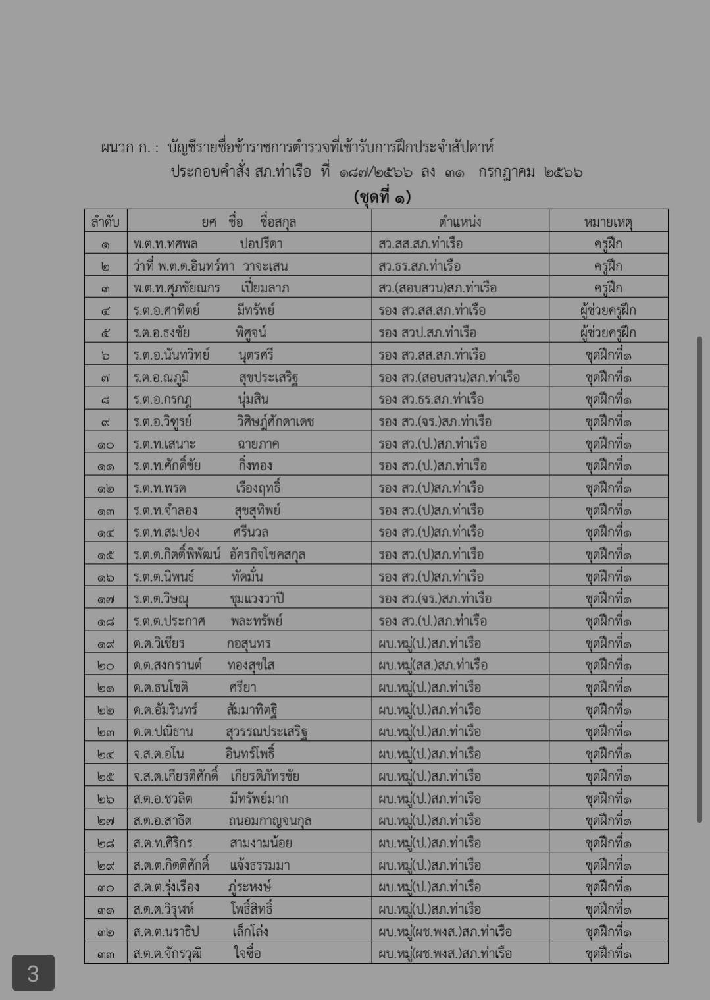 ผนวก ก. : บัญชีรายชื่อข้าราชการตำรวจที่เข้ารับการฝึกประจำสัปดาห์
ประกอบคำสั่ง สภ.ท่าเรือ ที่ ๑๘๗/๒๕๖๖ ลง ๓๑ กรกฎาคม ๒๕๖๖
(ชุดที่ ๑)
ลำดับ ยศ ชื่อ ชื่อสกุล ตำแหน่ง หมายเหตุ
๑ พ.ต.ท.ทศพล ปอปรีดา สว.สส.สภ.ท่าเรือ ครูฝึก
๒ ว่าที่ พ.ต.ต.อินทร์ทา วาจะเสน สว.ธร.สภ.ท่าเรือ ครูฝึก
๓ พ.ต.ท.ศุภชัยณกร เปี่ยมลาภ สว.(สอบสวน)สภ.ท่าเรือ ครูฝึก
๔ ร.ต.อ.ศาทิตย์ มีทรัพย์ รอง สว.สส.สภ.ท่าเรือ ผู้ช่วยครูฝึก
๕ ร.ต.อ.ธงชัย พิศูจน์ รอง สวป.สภ.ท่าเรือ ผู้ช่วยครูฝึก
๖ ร.ต.อ.นันทวิทย์ นุตรศรี รอง สว.สส.สภ.ท่าเรือ ชุดฝึกที่๑
๗ ร.ต.อ.ณภูมิ สุขประเสริฐ รอง สว.(สอบสวน)สภ.ท่าเรือ ชุดฝึกที่๑
๘ ร.ต.อ.กรกฎ นุ่มสิน รอง สว.ธร.สภ.ท่าเรือ ชุดฝึกที่๑
๙ ร.ต.อ.วิฑูรย์ วิศิษฎ์ศักดาเดช รอง สว.(จร.)สภ.ท่าเรือ ชุดฝึกที่๑
๑๐ ร.ต.ท.เสนาะ ฉายภาค รอง สว.(ป.)สภ.ท่าเรือ ชุดฝึกที่๑
๑๑ ร.ต.ท.ศักดิ์ชัย กิ่งทอง รอง สว.(ป.)สภ.ท่าเรือ ชุดฝึกที่๑
๑๒ ร.ต.ท.พรต เรืองฤทธิ์ รอง สว.(ป)สภ.ท่าเรือ ชุดฝึกที่๑
๑๓ ร.ต.ท.จำลอง สุขสุทิพย์ รอง สว.(ป)สภ.ท่าเรือ ชุดฝึกที่๑
๑๔ ร.ต.ท.สมปอง ศรีนวล รอง สว.(ป)สภ.ท่าเรือ ชุดฝึกที่๑
๑๕ ร.ต.ต.กิตติ์พิพัฒน์ อัครกิจโชคสกุล รอง สว.(ป)สภ.ท่าเรือ ชุดฝึกที่๑
๑๖ ร.ต.ต.นิพนธ์ ทัดมั่น รอง สว.(ป)สภ.ท่าเรือ ชุดฝึกที่๑
๑๗ ร.ต.ต.วิษณุ ชุมแวงวาปี รอง สว.(จร.)สภ.ท่าเรือ ชุดฝึกที่๑
๑๘ ร.ต.ต.ประกาศ พละทรัพย์ รอง สว.(ป.)สภ.ท่าเรือ ชุดฝึกที่๑
๑๙ ด.ต.วิเชียร กอสุนทร ผบ.หมู่(ป.)สภ.ท่าเรือ ชุดฝึกที่๑
๒๐ ด.ต.สงกรานต์ ทองสุขใส ผบ.หมู่(สส.)สภ.ท่าเรือ ชุดฝึกที่๑
๒๑ ด.ต.ธนโชติ ศรียา ผบ.หมู่(ป.)สภ.ท่าเรือ ชุดฝึกที่๑
๒๒ ด.ต.อัมรินทร์ สัมมาทิตฐิ ผบ.หมู่(ป.)สภ.ท่าเรือ ชุดฝึกที่๑
๒๓ ด.ต.ปณิธาน สุวรรณประเสริฐ ผบ.หมู่(ป.)สภ.ท่าเรือ ชุดฝึกที่๑
๒๔ จ.ส.ต.อโน อินทร์โพธิ์ ผบ.หมู่(ป.)สภ.ท่าเรือ ชุดฝึกที่๑
๒๕ จ.ส.ต.เกียรติศักดิ์ เกียรติภัทรชัย ผบ.หมู่(ป.)สภ.ท่าเรือ ชุดฝึกที่๑
๒๖ ส.ต.อ.ชวลิต มีทรัพย์มาก ผบ.หมู่(ป.)สภ.ท่าเรือ ชุดฝึกที่๑
๒๗ ส.ต.อ.สาธิต ถนอมกาญจนกุล ผบ.หมู่(ป.)สภ.ท่าเรือ ชุดฝึกที่๑
๒๘ ส.ต.ท.ศิริกร สามงามน้อย ผบ.หมู่(ป.)สภ.ท่าเรือ ชุดฝึกที่๑
๒๙ ส.ต.ต.กิตติศักดิ์ แจ้งธรรมมา ผบ.หมู่(ป.)สภ.ท่าเรือ ชุดฝึกที่๑
๓๐ ส.ต.ต.รุ่งเรือง ภู่ระหงษ์ ผบ.หมู่(ป.)สภ.ท่าเรือ ชุดฝึกที่๑
๓๑ ส.ต.ต.วิรุฬห์ โพธิ์สิทธิ์ ผบ.หมู่(ป.)สภ.ท่าเรือ ชุดฝึกที่๑
๓๒ ส.ต.ต.นราธิป เล็กโล่ง ผบ.หมู่(ผช.พงส.)สภ.ท่าเรือ ชุดฝึกที่๑
๓๓ ส.ต.ต.จักรวุฒิ ใจซื่อ ผบ.หมู่(ผช.พงส.)สภ.ท่าเรือ ชุดฝึกที่๑
3